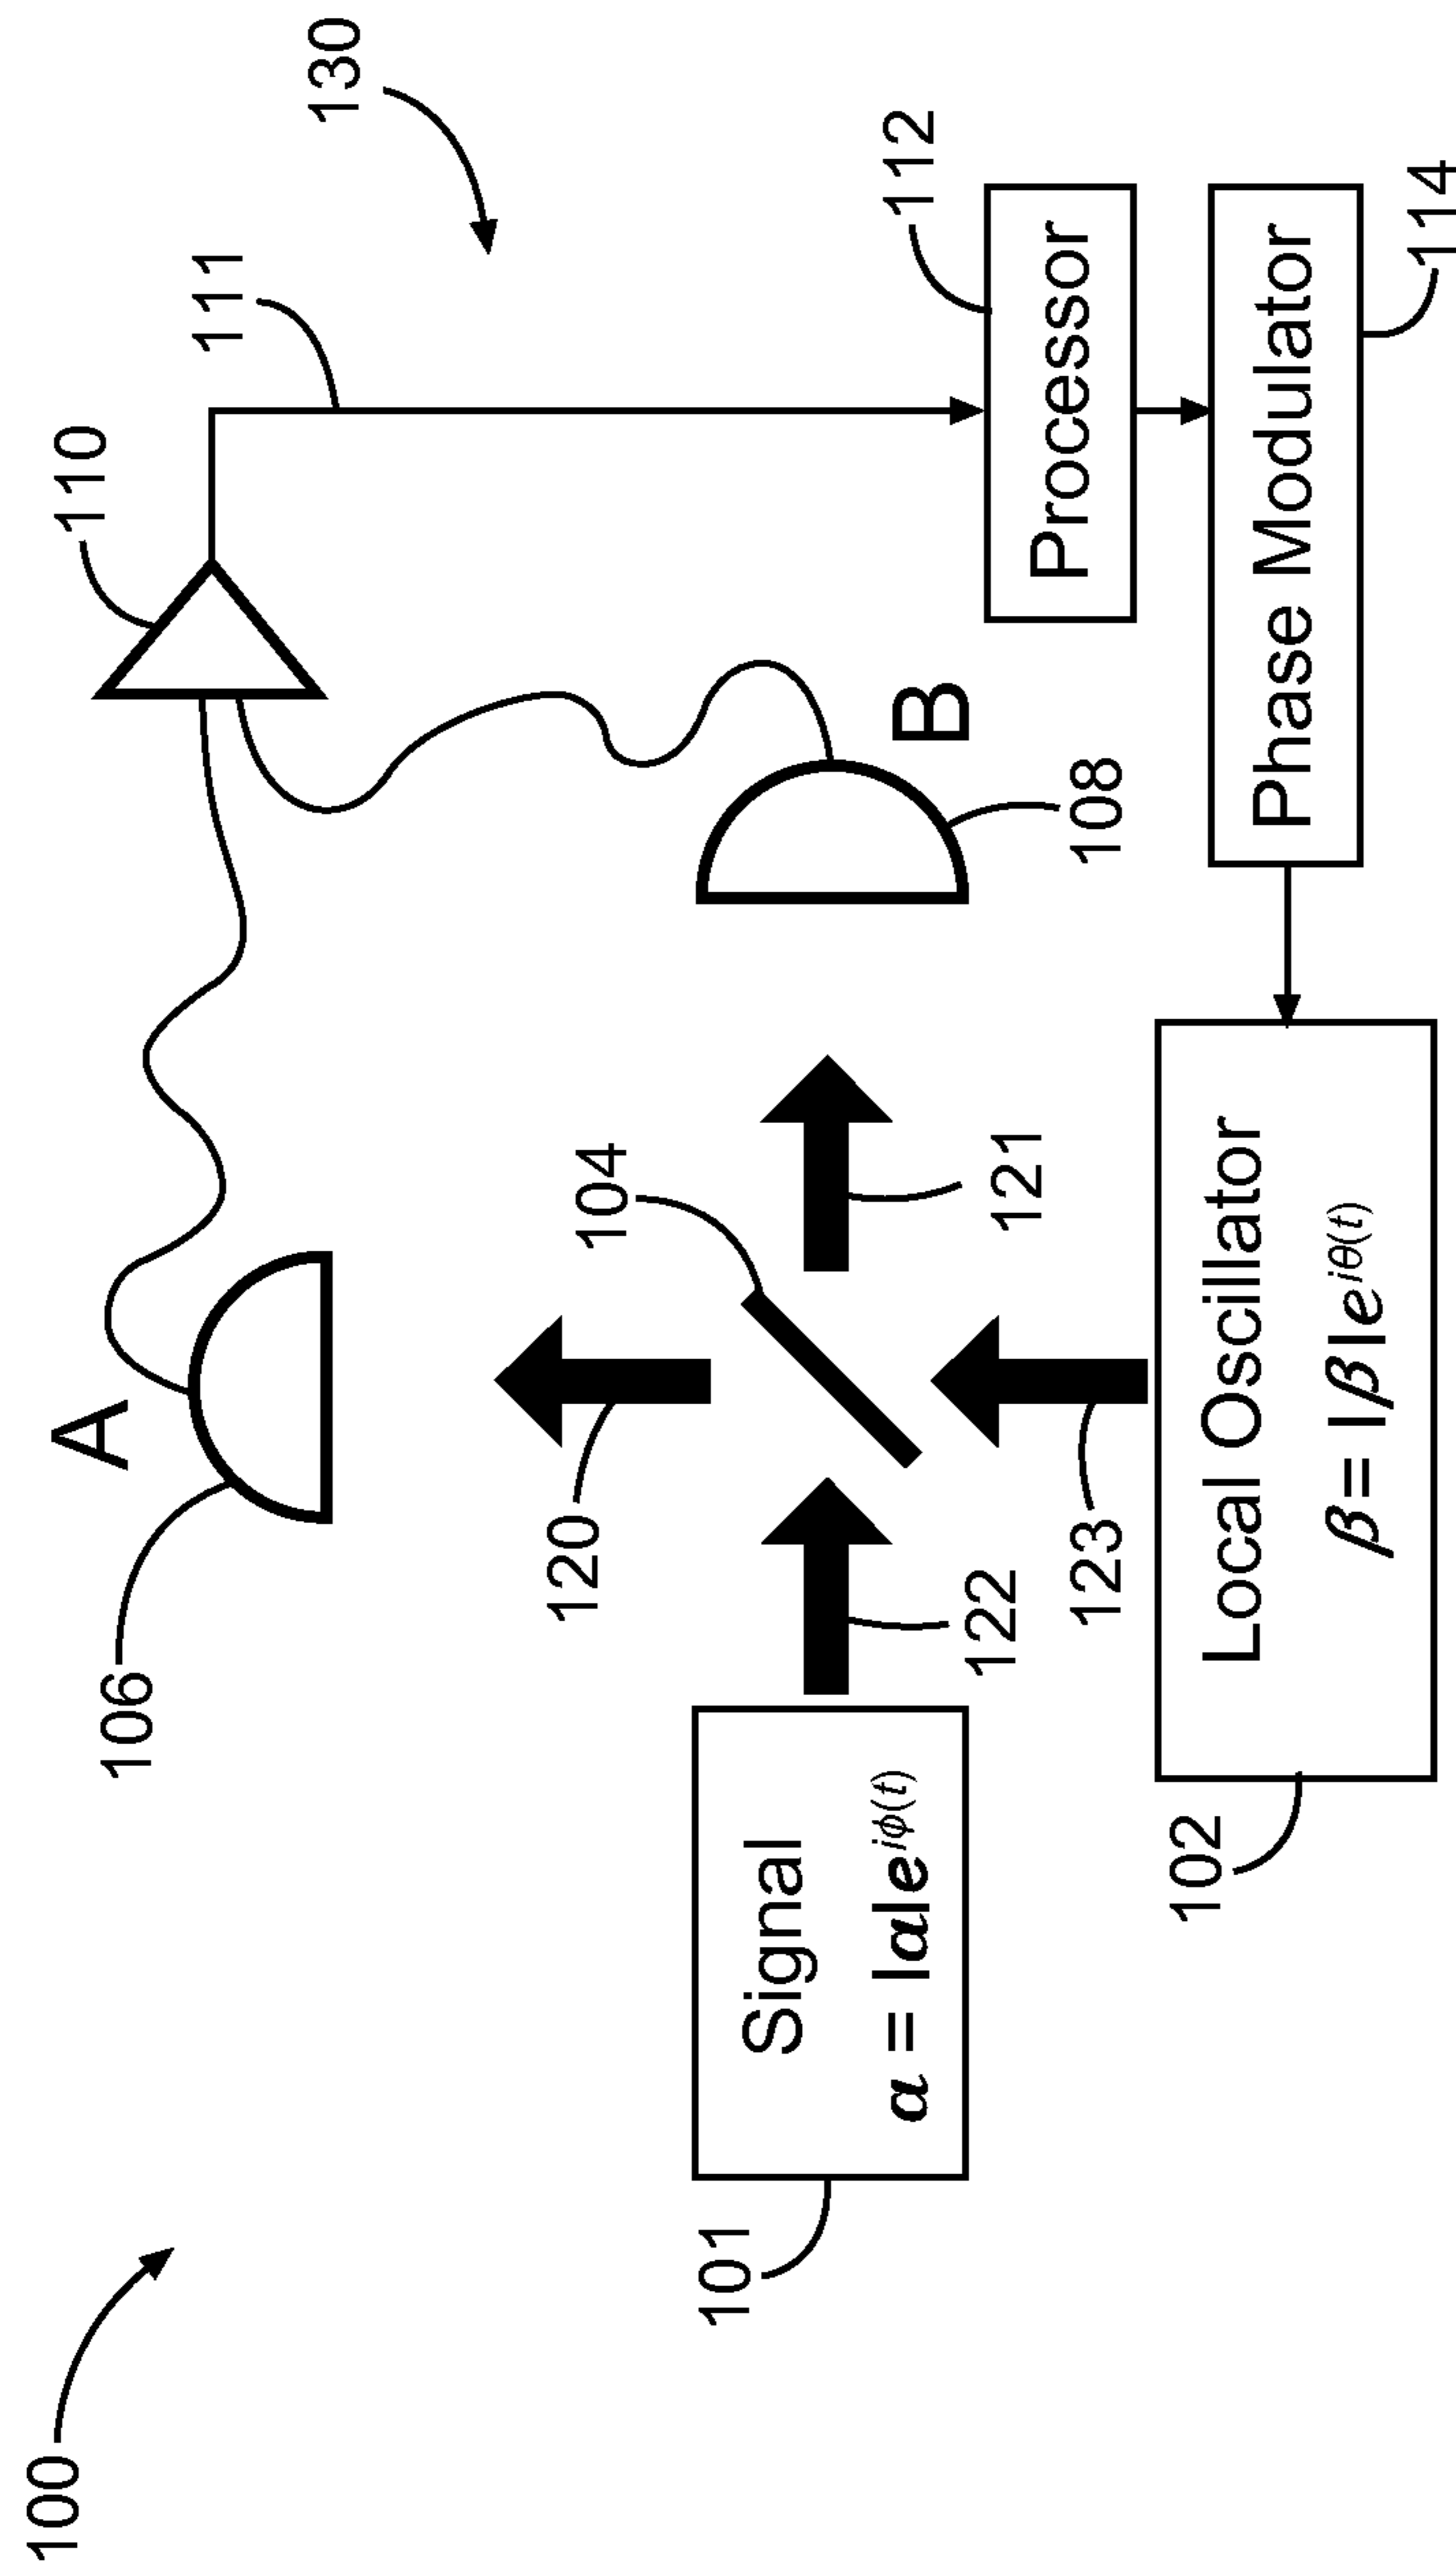 100
130
111
110
A
106
112
Processor
120
104
B
108
Phase Modulator
114
Signal
α = |α|e^{iϕ(t)}
101
122
121
123
Local Oscillator
β = |β|e^{iθ(t)}
102